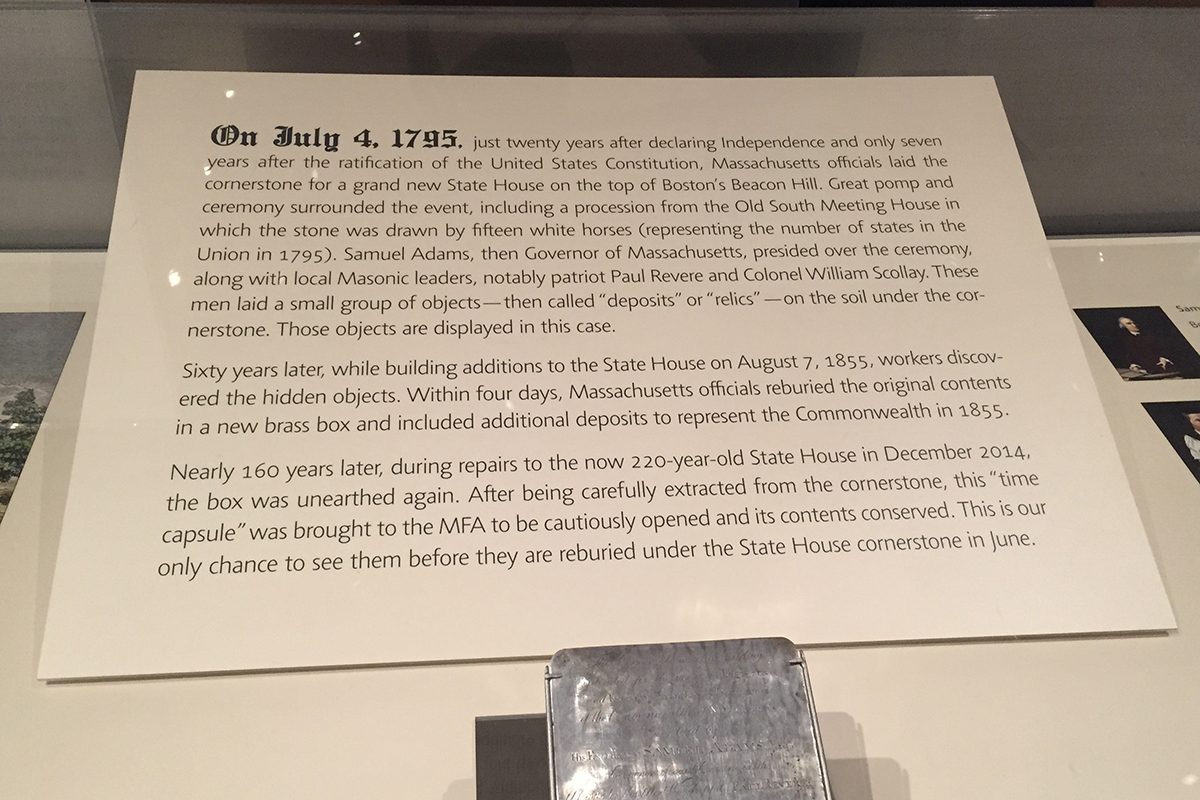 On July 4, 1795, just twenty years after declaring Independence and only seven
years after the ratification of the United States Constitution, Massachusetts officials laid the
cornerstone for a grand new State House on the top of Boston's Beacon Hill. Great pomp and
ceremony surrounded the event, including a procession from the Old South Meeting House in
which the stone was drawn by fifteen white horses (representing the number of states in the
Union in 1795). Samuel Adams, then Governor of Massachusetts, presided over the ceremony,
along with local Masonic leaders, notably patriot Paul Revere and Colonel William Scollay. These
men laid a small group of objects—then called “deposits” or “relics”—on the soil under the cor-
nerstone. Those objects are displayed in this case.
Sixty years later, while building additions to the State House on August 7, 1855, workers discov-
ered the hidden objects. Within four days, Massachusetts officials reburied the original contents
in a new brass box and included additional deposits to represent the Commonwealth in 1855.
Nearly 160 years later, during repairs to the now 220-year-old State House in December 2014,
the box was unearthed again. After being carefully extracted from the cornerstone, this “time
capsule” was brought to the MFA to be cautiously opened and its contents conserved. This is our
only chance to see them before they are reburied under the State House cornerstone in June.
Sam
SAMUEL ADAMS